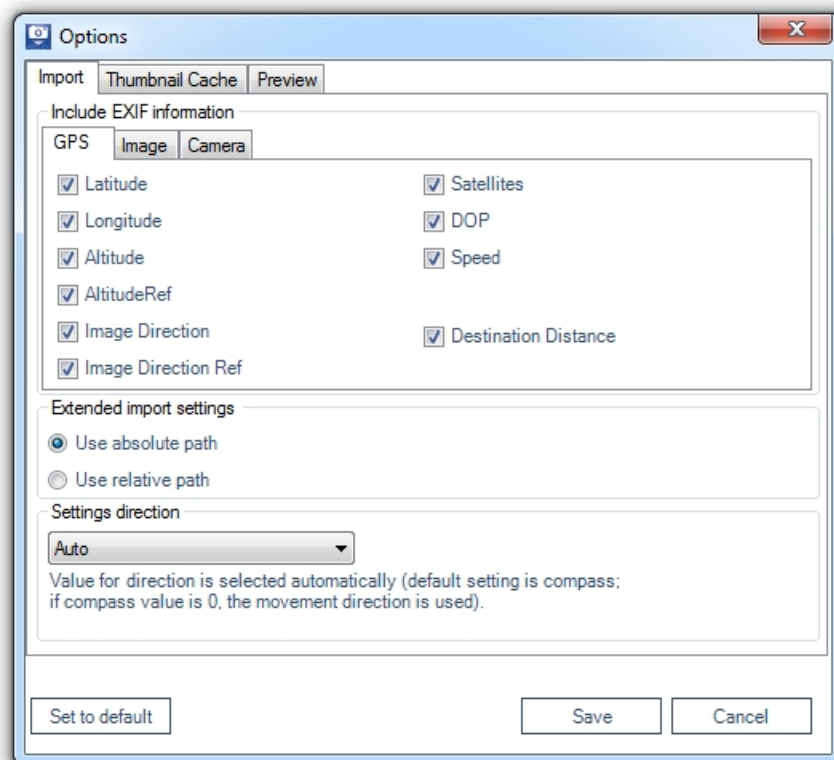 Options
Import Thumbnail Cache Preview
Include EXIF information
GPS Image Camera
Latitude Satellites
Longitude DOP
Altitude Speed
AltitudeRef
Image Direction Destination Distance
Image Direction Ref
Extended import settings
Use absolute path
Use relative path
Settings direction
Auto
Value for direction is selected automatically (default setting is compass;
if compass value is 0, the movement direction is used).
Set to default Save Cancel